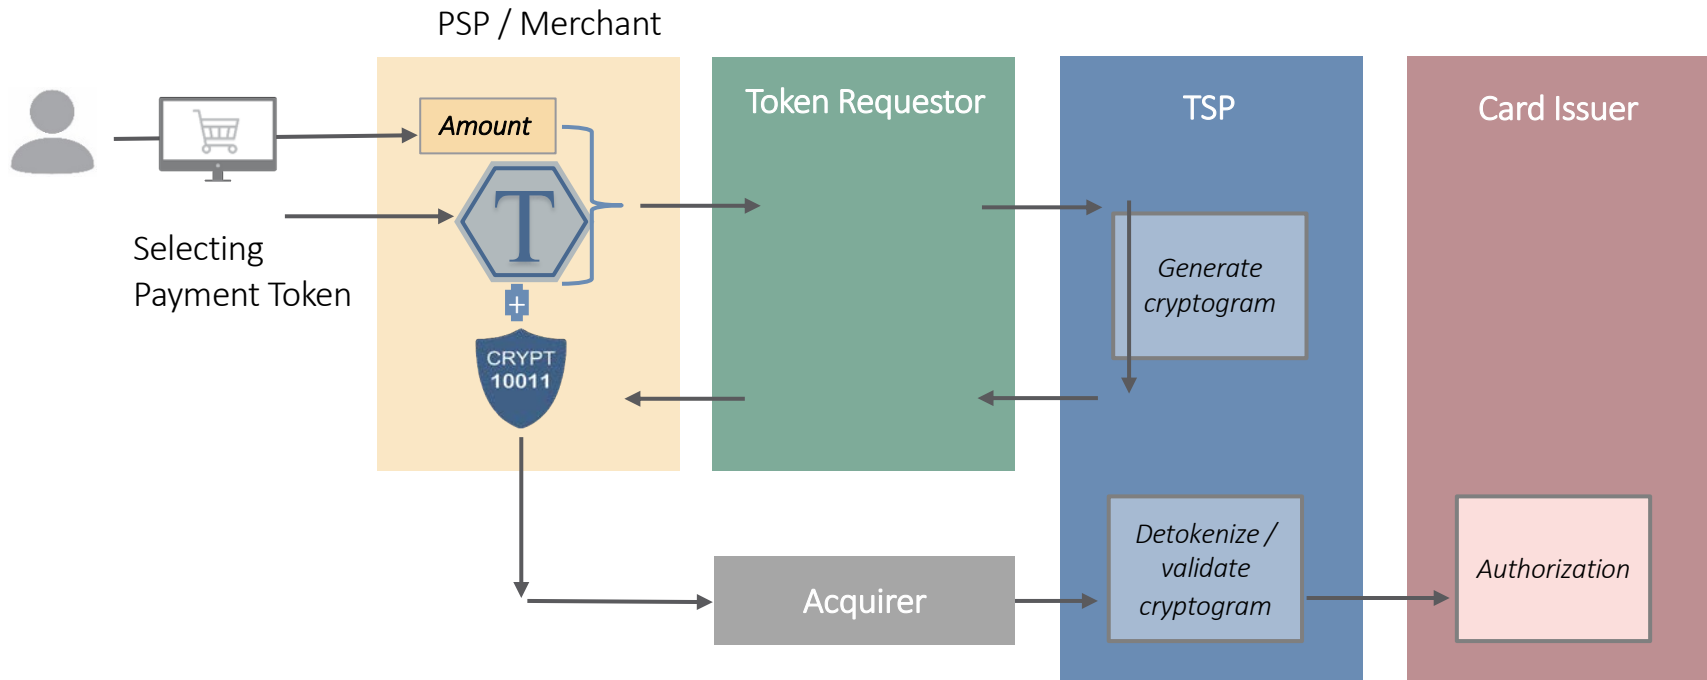 PSP / Merchant
Token Requestor
TSP
Card Issuer
Amount
T
Selecting
Payment Token
Generate
cryptogram
+
CRYPT
10011
Detokenize /
validate
cryptogram
Authorization
Acquirer